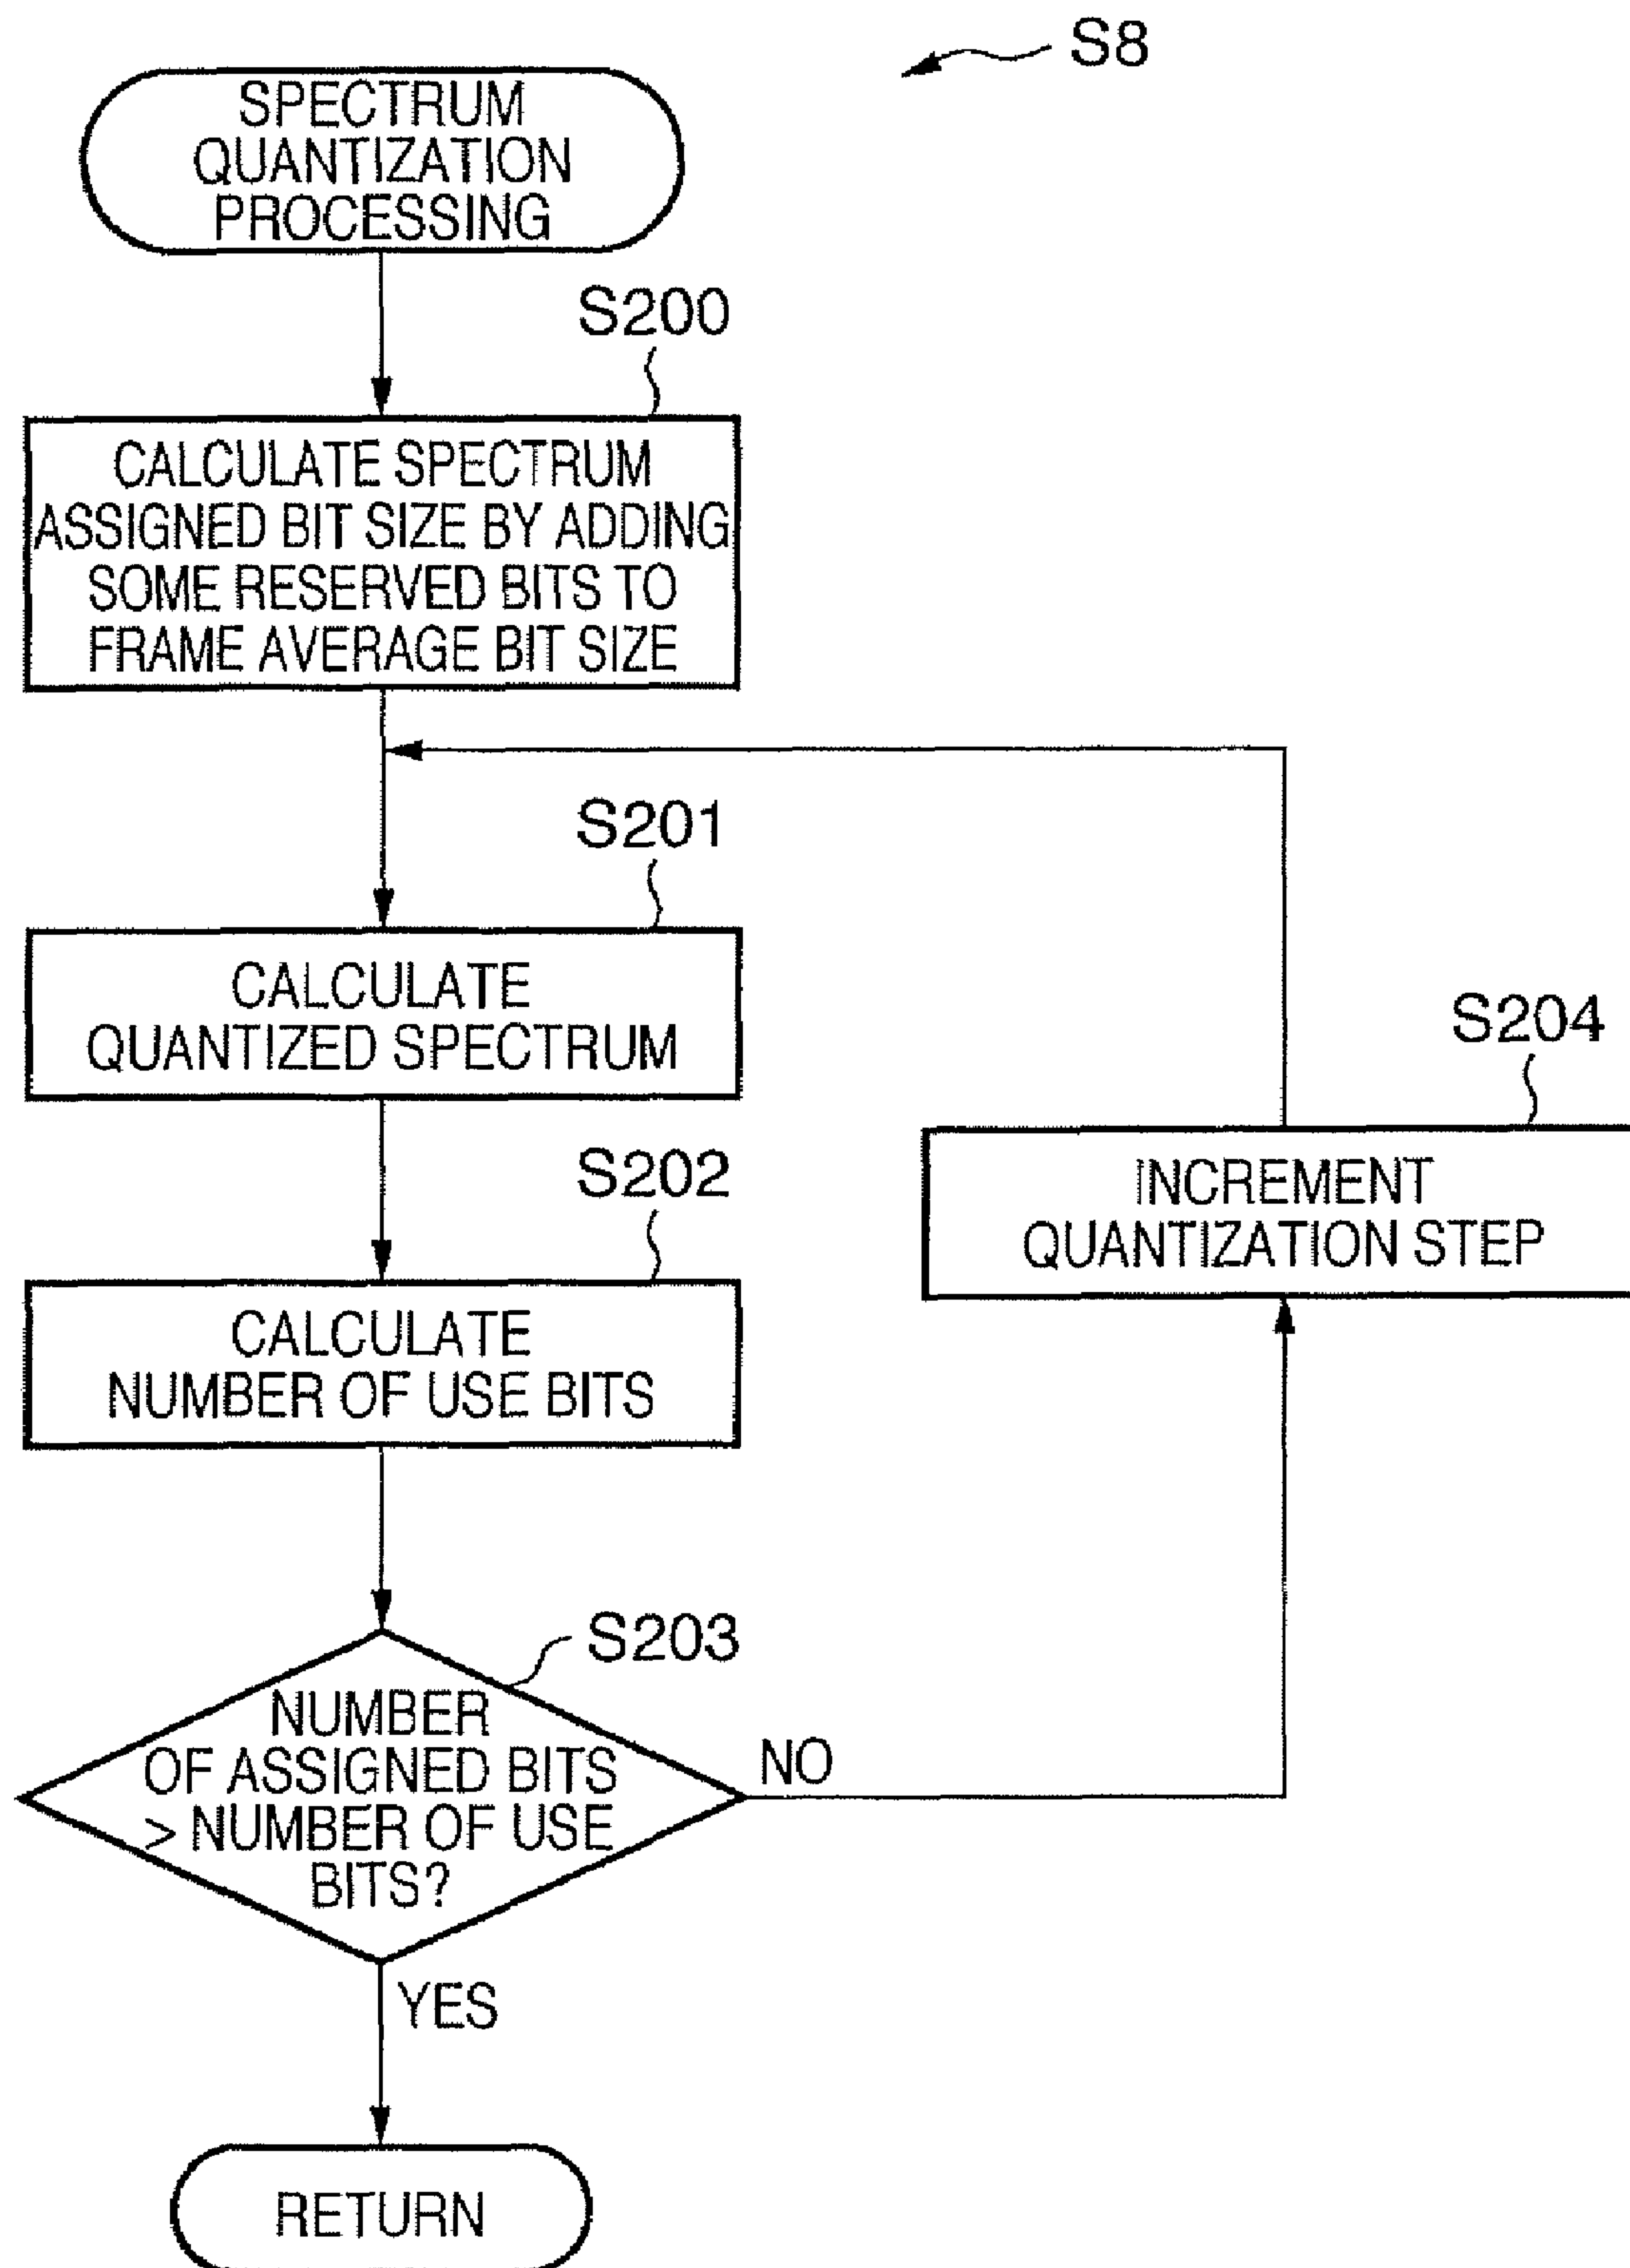 S8
SPECTRUM
QUANTIZATION
PROCESSING
S200
CALCULATE SPECTRUM
ASSIGNED BIT SIZE BY ADDING
SOME RESERVED BITS TO
FRAME AVERAGE BIT SIZE
S201
CALCULATE
QUANTIZED SPECTRUM
S204
INCREMENT
QUANTIZATION STEP
S202
CALCULATE
NUMBER OF USE BITS
S203
NUMBER
OF ASSIGNED BITS
> NUMBER OF USE
BITS?
NO
YES
RETURN